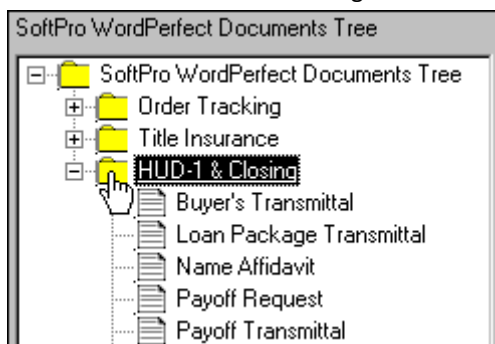 SoftPro WordPerfect Documents Tree
SoftPro WordPerfect Documents Tree
Order Tracking
Title Insurance
HUD-1 & Closing
Buyer's Transmittal
Loan Package Transmittal
Name Affidavit
Payoff Request
Payoff Transmittal